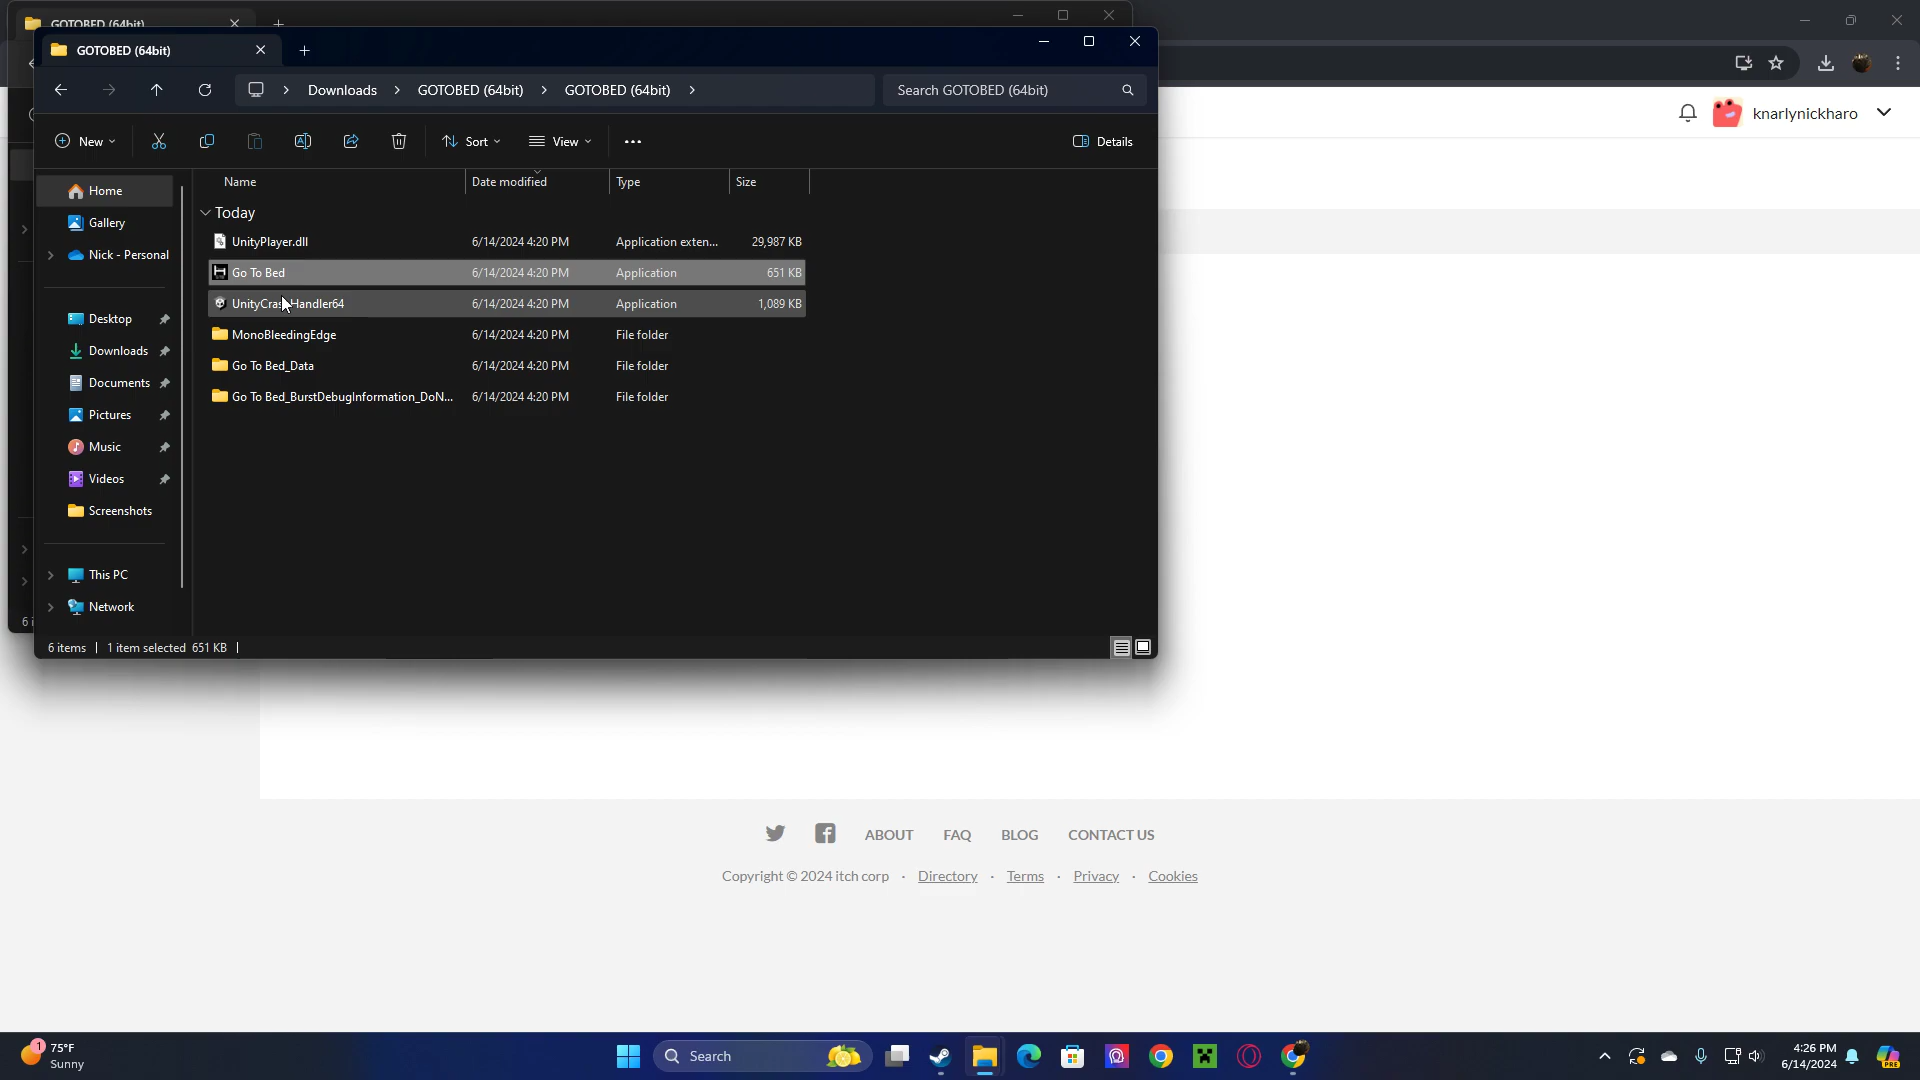 GOTOBED (64bit)
GOTOBED (64bit)
Downloads > GOTOBED (64bit) > GOTOBED (64bit) >
Search GOTOBED (64bit)
knarlynickharo
New
Sort
View
Details
Name Date modified Type Size
Home
Gallery
Nick - Personal
Desktop
Downloads
Documents
Pictures
Music
Videos
Screenshots
This PC
Network
Today
UnityPlayer.dll 6/14/2024 4:20 PM Application exten... 29,987 KB
Go To Bed 6/14/2024 4:20 PM Application 651 KB
UnityCrashHandler64 6/14/2024 4:20 PM Application 1,089 KB
MonoBleedingEdge 6/14/2024 4:20 PM File folder
Go To Bed_Data 6/14/2024 4:20 PM File folder
Go To Bed_BurstDebugInformation_DoN... 6/14/2024 4:20 PM File folder
6 items 1 item selected 651 KB
ABOUT FAQ BLOG CONTACT US
Copyright © 2024 itch corp · Directory · Terms · Privacy · Cookies
1
75°F
Sunny
Search
4:26 PM
6/14/2024
PRE